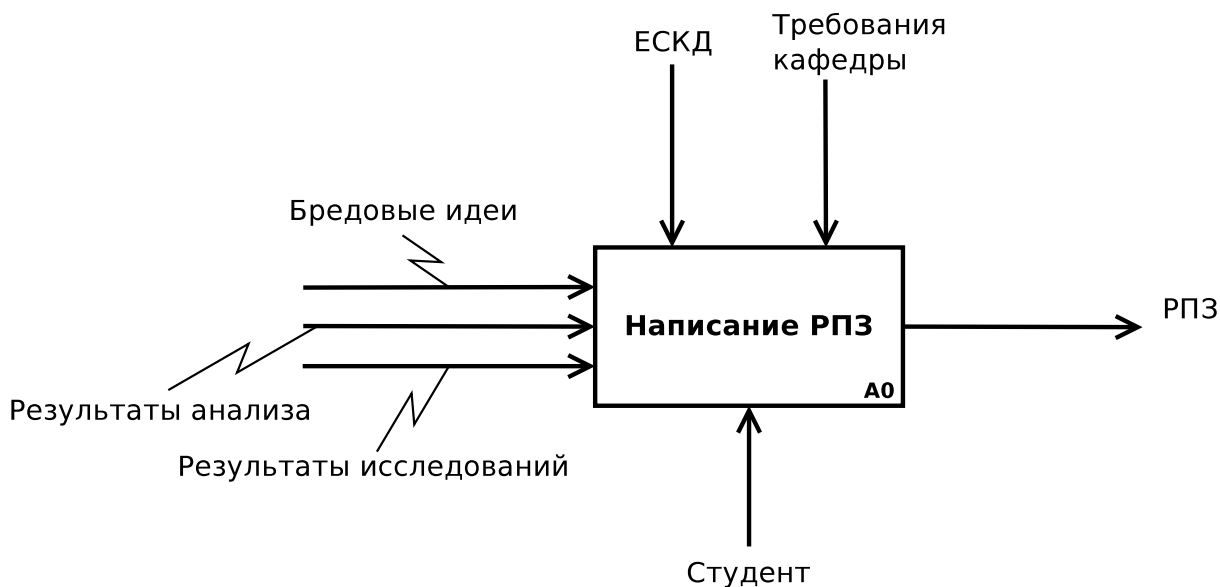 ЕСКД
Требования
кафедры
Бредовые идеи
Написание РПЗ
РПЗ
A0
Результаты анализа
Результаты исследований
Студент